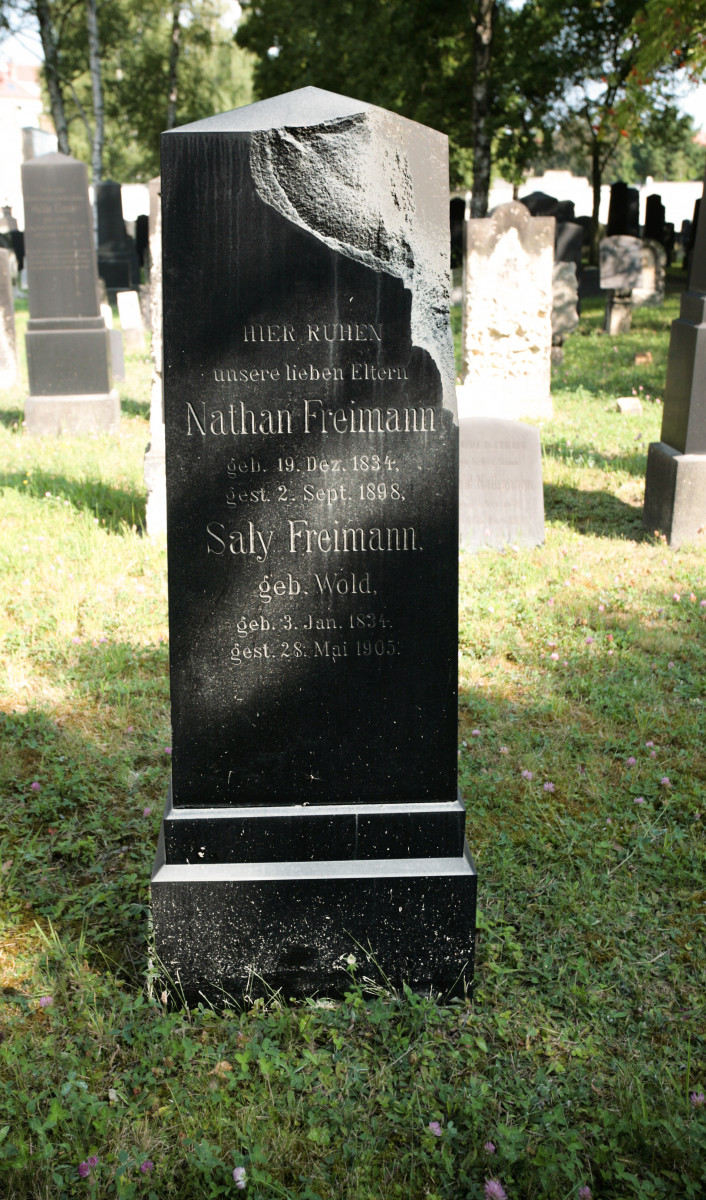 HIER RUHEN
unsere lieben Eltern
Nathan Freimann
geb. 19. Dez. 1834,
gest. 2. Sept. 1898,
Saly Freimann,
geb. Wold,
geb. 3. Jan. 1834,
gest. 28. Mai 1905.